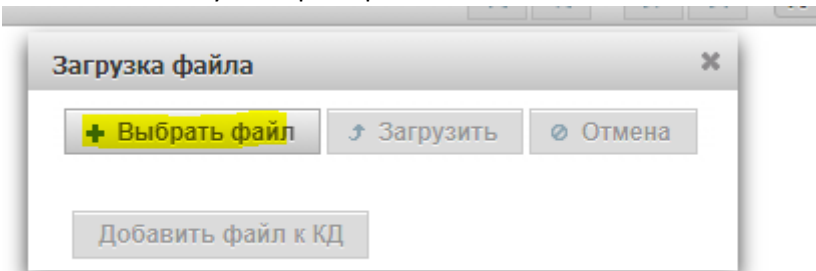 Загрузка файла
Выбрать файл Загрузить Отмена
Добавить файл к КД